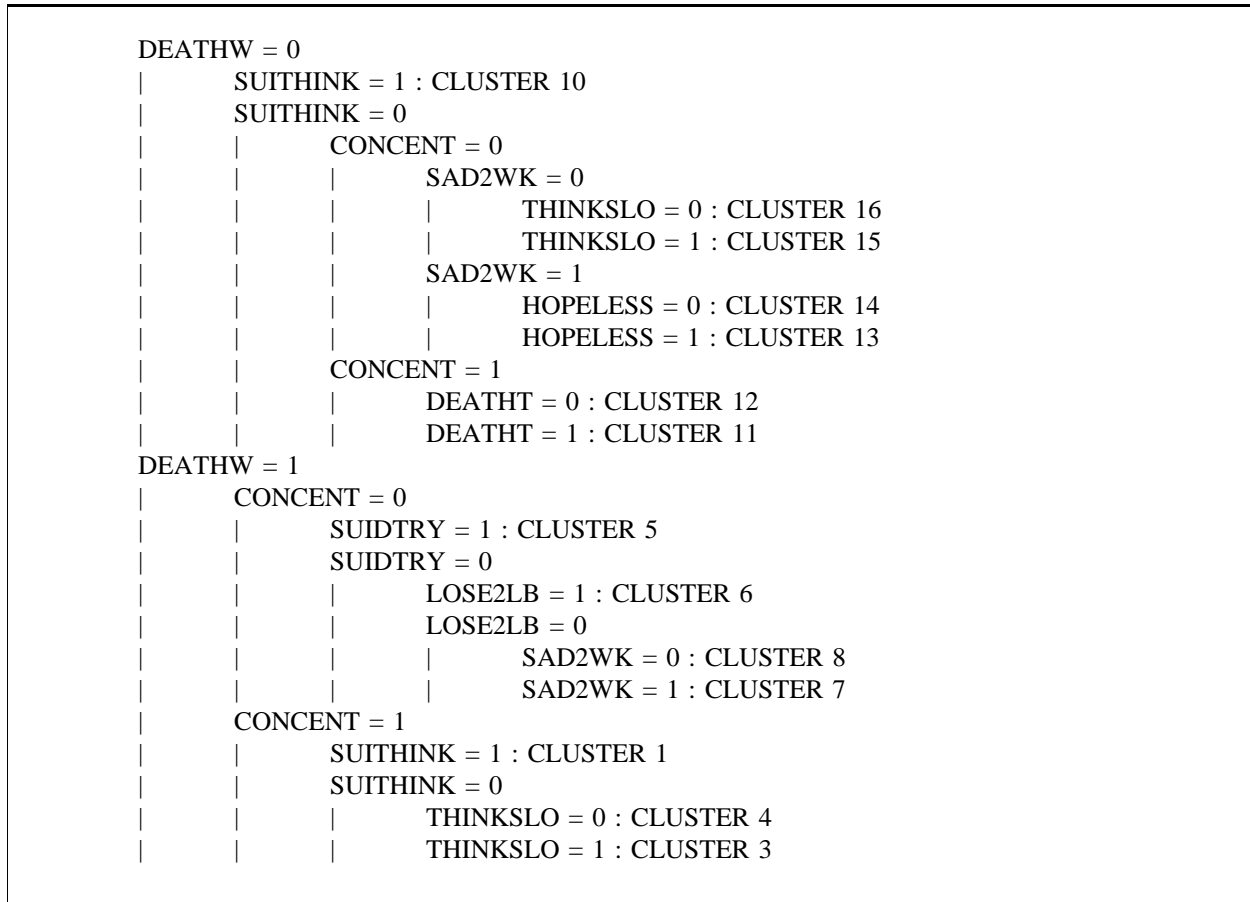 DEATHW = 0
| SUITHINK = 1 : CLUSTER 10
| SUITHINK = 0
| | CONCENT = 0
| | | SAD2WK = 0
| | | | THINKSLO = 0 : CLUSTER 16
| | | | THINKSLO = 1 : CLUSTER 15
| | | SAD2WK = 1
| | | | HOPELESS = 0 : CLUSTER 14
| | | | HOPELESS = 1 : CLUSTER 13
| | CONCENT = 1
| | | DEATHT = 0 : CLUSTER 12
| | | DEATHT = 1 : CLUSTER 11
DEATHW = 1
| CONCENT = 0
| | SUIDTRY = 1 : CLUSTER 5
| | SUIDTRY = 0
| | | LOSE2LB = 1 : CLUSTER 6
| | | LOSE2LB = 0
| | | | SAD2WK = 0 : CLUSTER 8
| | | | SAD2WK = 1 : CLUSTER 7
| CONCENT = 1
| | SUITHINK = 1 : CLUSTER 1
| | SUITHINK = 0
| | | THINKSLO = 0 : CLUSTER 4
| | | THINKSLO = 1 : CLUSTER 3